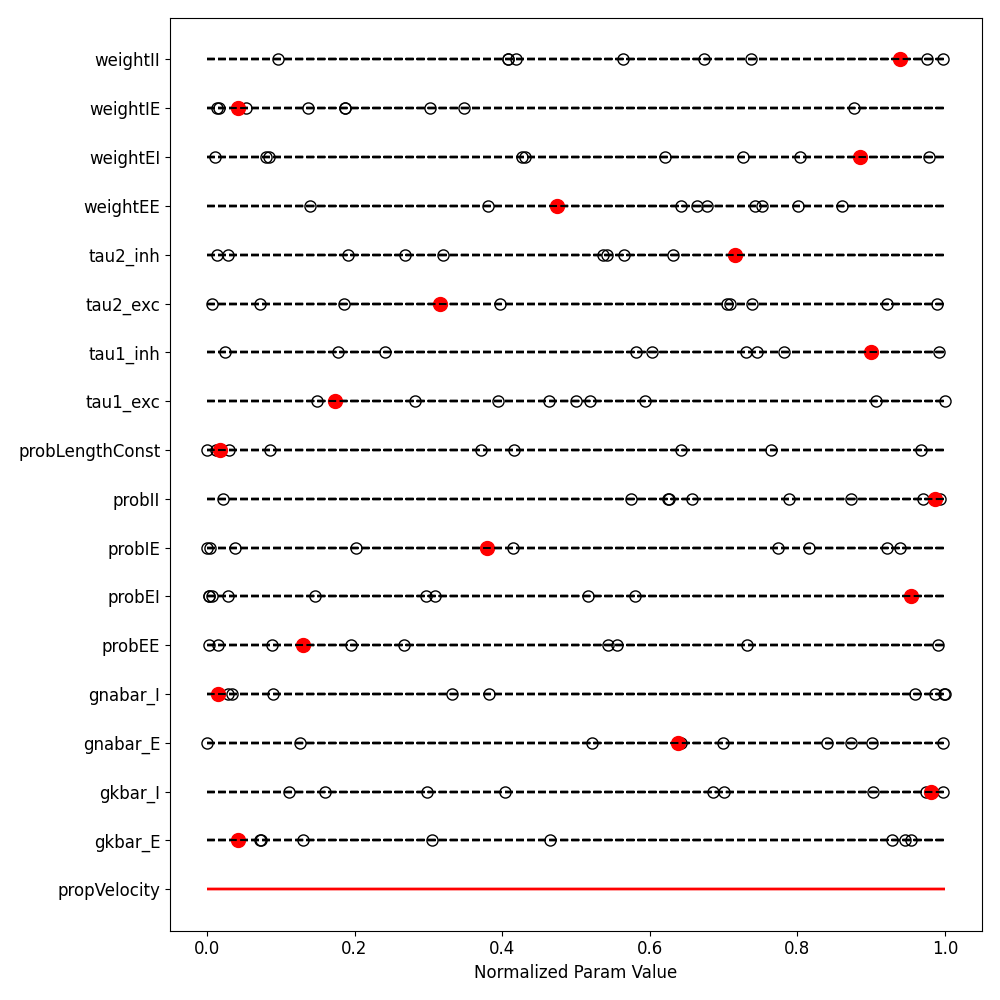 weightII
weightIE
weightEI
weightEE
tau2_inh
tau2_exc
tau1_inh
tau1_exc
probLengthConst
probII
probIE
probEI
probEE
gnabar_I
gnabar_E
gkbar_I
gkbar_E
propVelocity
0.0 0.2 0.4 0.6 0.8 1.0
Normalized Param Value